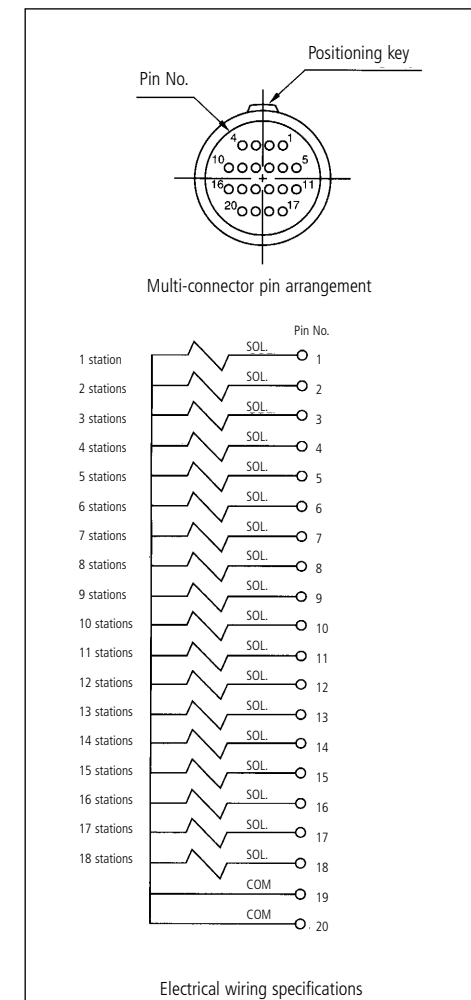 Positioning key
Pin No.
4 1
10 5
16 11
20 17
Multi-connector pin arrangement
Pin No.
1 station SOL. 1
2 stations SOL. 2
3 stations SOL. 3
4 stations SOL. 4
5 stations SOL. 5
6 stations SOL. 6
7 stations SOL. 7
8 stations SOL. 8
9 stations SOL. 9
10 stations SOL. 10
11 stations SOL. 11
12 stations SOL. 12
13 stations SOL. 13
14 stations SOL. 14
15 stations SOL. 15
16 stations SOL. 16
17 stations SOL. 17
18 stations SOL. 18
COM 19
COM 20
Electrical wiring specifications